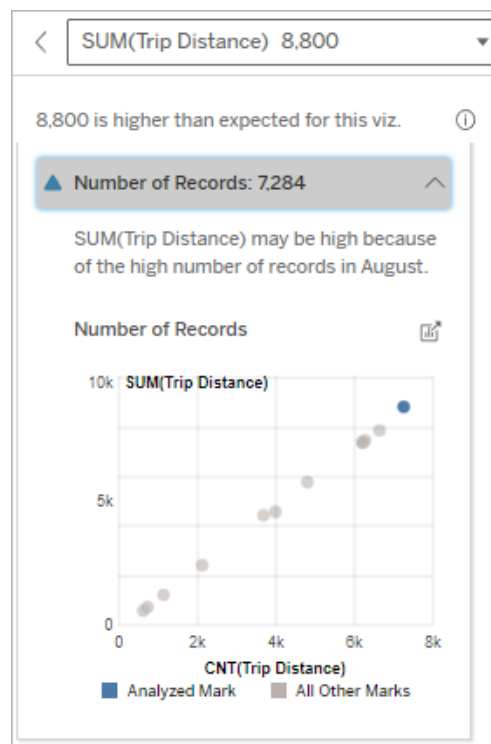 SUM(Trip Distance) 8,800
8,800 is higher than expected for this viz.
Number of Records: 7,284
SUM(Trip Distance) may be high because
of the high number of records in August.
Number of Records
10k
SUM(Trip Distance)
5k
0
0 2k 4k 6k 8k
CNT(Trip Distance)
Analyzed Mark All Other Marks